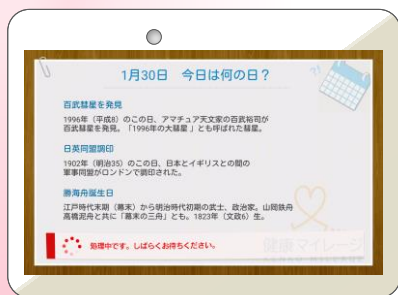 1月30日　今日は何の日？
百武彗星を発見
1996年（平成8）のこの日、アマチュア天文家の百武裕司が
百武彗星を発見。「1996年の大彗星 」とも呼ばれた彗星。
日英同盟調印
1902年（明治35）のこの日、日本とイギリスとの間の
軍事同盟がロンドンで調印された。
勝海舟誕生日
江戸時代末期（幕末）から明治時代初期の武士、政治家。山岡鉄舟
高橋泥舟と共に「幕末の三舟」とも。1823年（文政6）生。
処理中です。しばらくお待ちください。
健康マイレージ